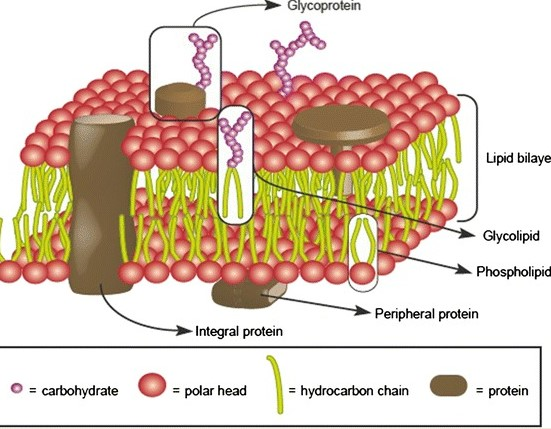 Glycoprotein
Lipid bilaye
Glycolipid
Phospholipid
Peripheral protein
Integral protein
= carbohydrate
= polar head
= hydrocarbon chain
= protein